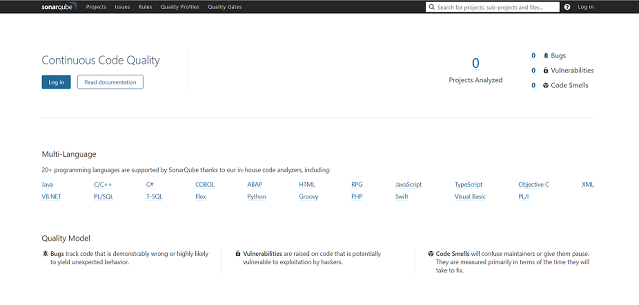 sonarqube Projects Issues Rules Quality Profiles Quality Gates Search for projects, sub-projects and files... Log in
Continuous Code Quality
Log in Read documentation
0
Projects Analyzed
0 Bugs
0 Vulnerabilities
0 Code Smells
Multi-Language
20+ programming languages are supported by SonarQube thanks to our in-house code analyzers, including:
Java C/C++ C# COBOL ABAP HTML RPG JavaScript TypeScript Objective C XML
VB.NET PL/SQL T-SQL Flex Python Groovy PHP Swift Visual Basic PL/I
Quality Model
Bugs track code that is demonstrably wrong or highly likely
to yield unexpected behavior.
Vulnerabilities are raised on code that is potentially
vulnerable to exploitation by hackers.
Code Smells will confuse maintainers or give them pause.
They are measured primarily in terms of the time they will
take to fix.